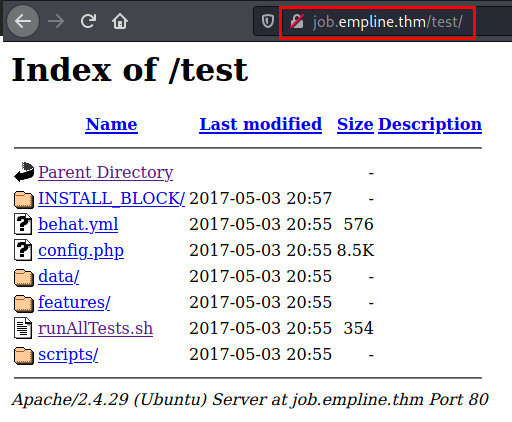 job.empline.thm/test/
Index of /test
Name Last modified Size Description
Parent Directory -
INSTALL_BLOCK/ 2017-05-03 20:57 -
behat.yml 2017-05-03 20:55 576
config.php 2017-05-03 20:55 8.5K
data/ 2017-05-03 20:55 -
features/ 2017-05-03 20:55 -
runAllTests.sh 2017-05-03 20:55 354
scripts/ 2017-05-03 20:55 -
Apache/2.4.29 (Ubuntu) Server at job.empline.thm Port 80